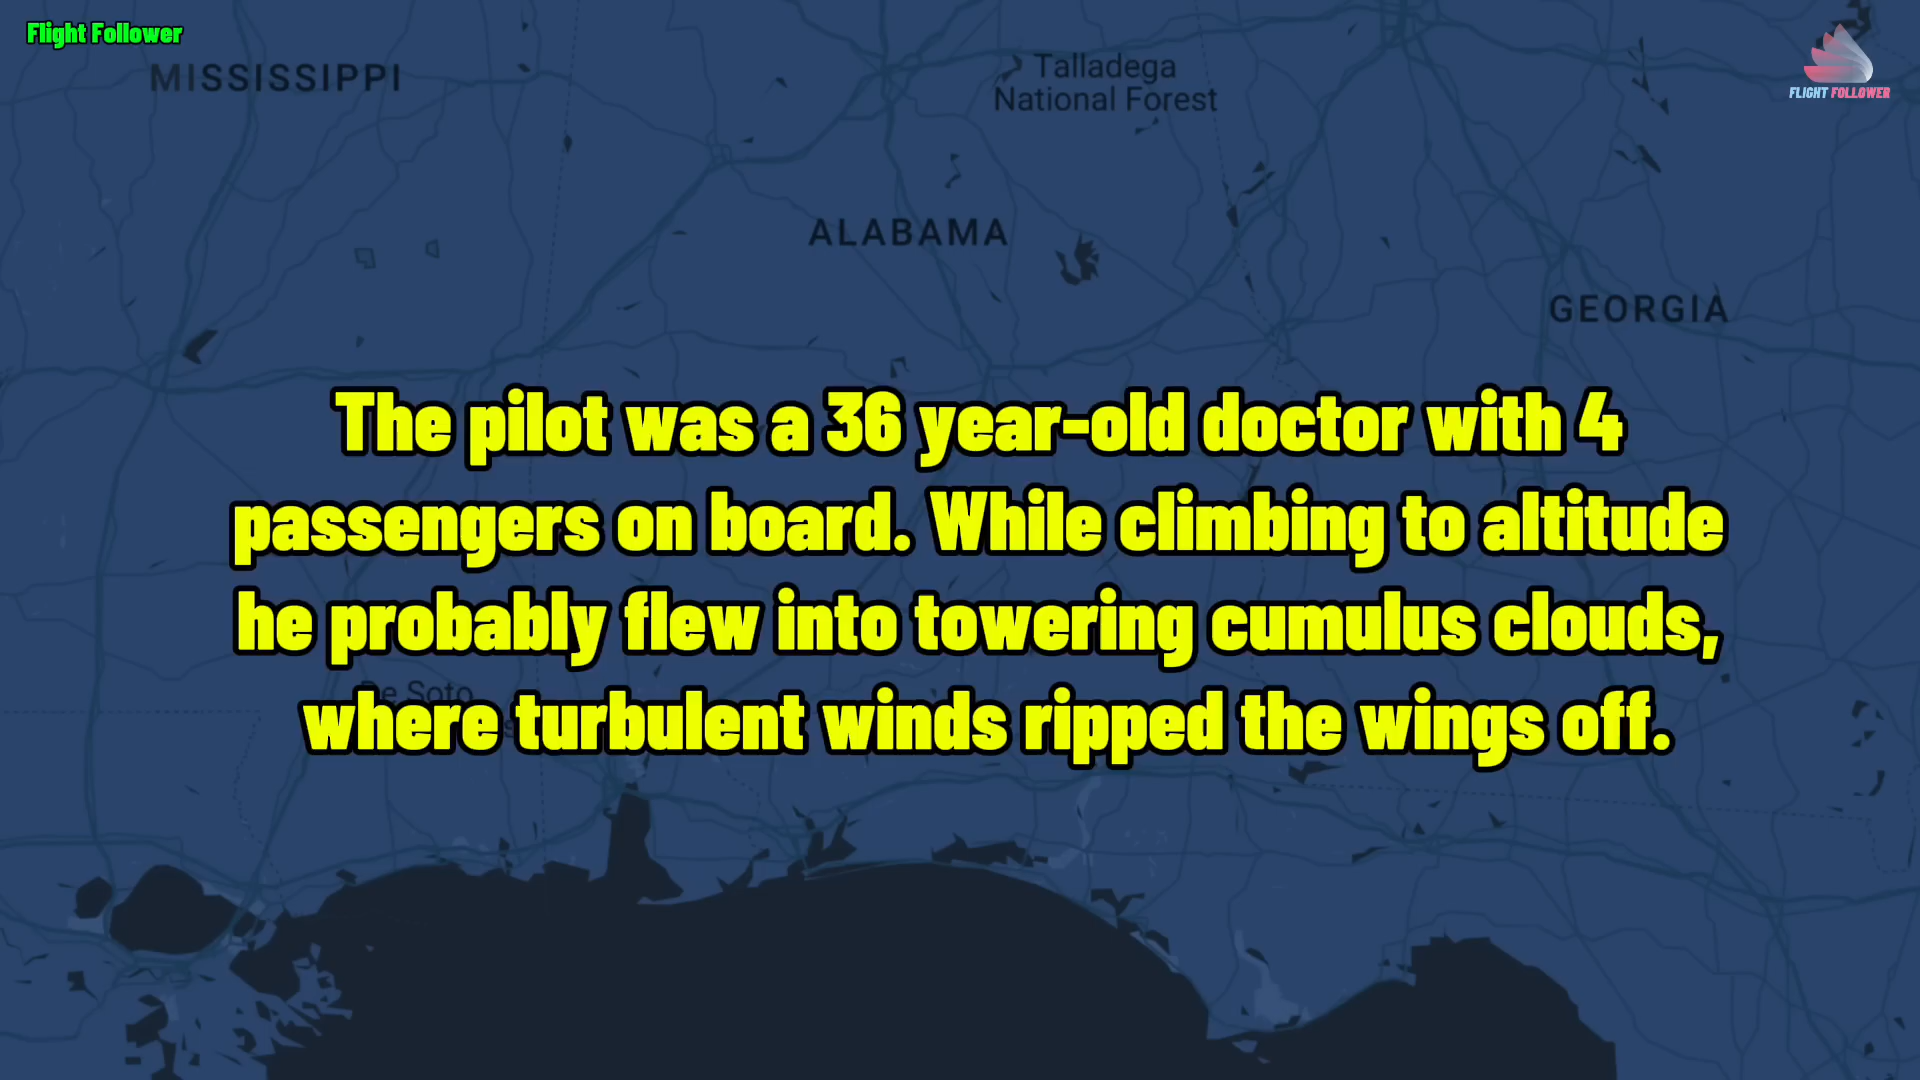 Flight Follower
MISSISSIPPI
Talladega
National Forest
FLIGHT FOLLOWER
ALABAMA
GEORGIA
The pilot was a 36 year-old doctor with 4
passengers on board. While climbing to altitude
he probably flew into towering cumulus clouds,
De Soto
where turbulent winds ripped the wings off.